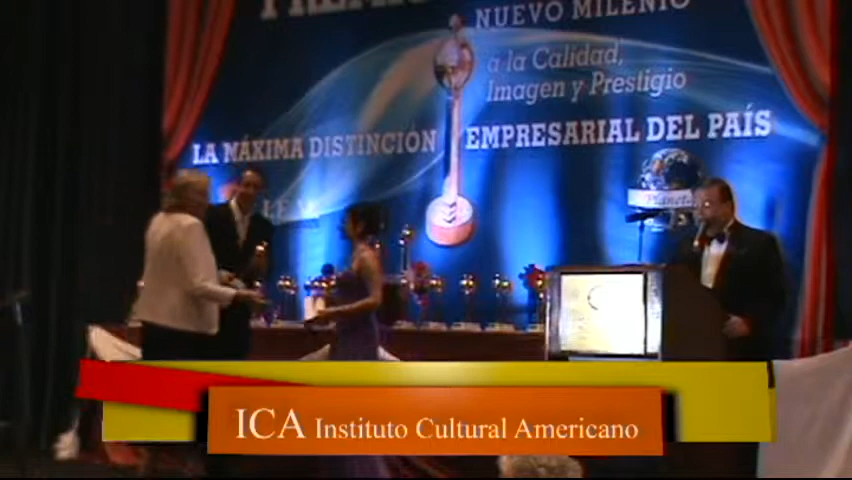 NUEVO MILENIO
a la Calidad,
Imagen y Prestigio
LA MÁXIMA DISTINCIÓN EMPRESARIAL DEL PAÍS
ICA Instituto Cultural Americano